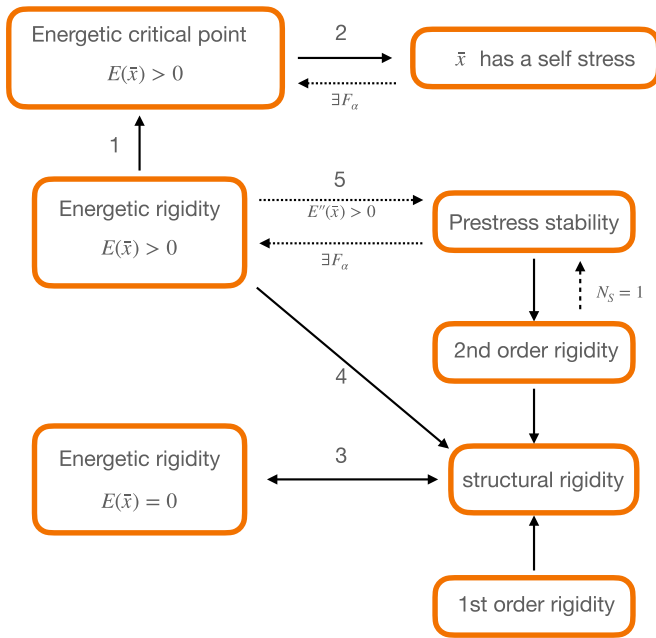 Energetic critical point
E(x̄) > 0
2
x̄ has a self stress
∃F_α
1
Energetic rigidity
E(x̄) > 0
5
E′′(x̄) > 0
∃F_α
Prestress stability
N_S = 1
2nd order rigidity
4
Energetic rigidity
E(x̄) = 0
3
structural rigidity
1st order rigidity